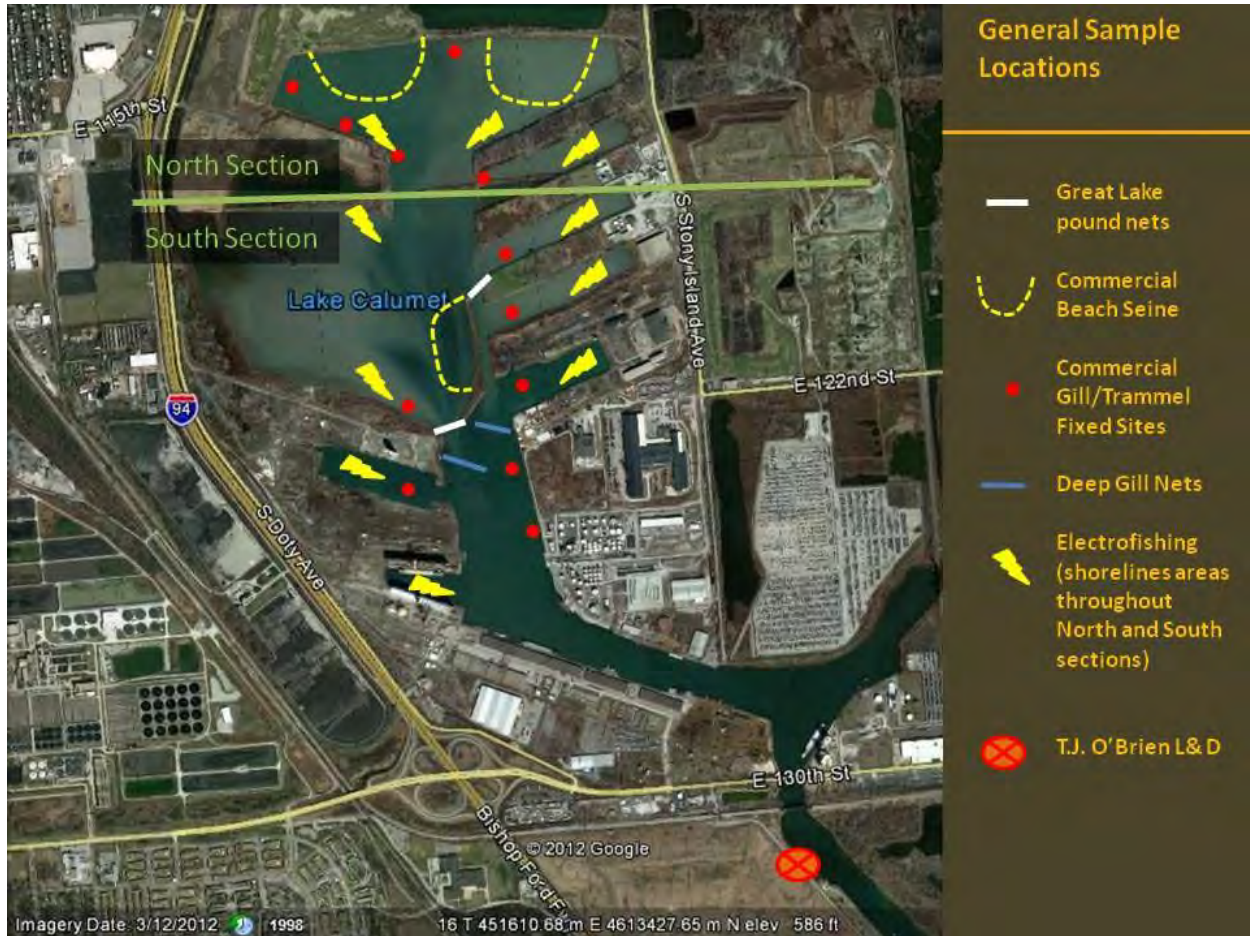 E 115th St
North Section
South Section
Lake Calumet
S Stony Island Ave
E 122nd St
94
S Doty Ave
E 130th St
© 2012 Google
Bishop Ford F
Imagery Date: 3/12/2012
1998
16 T 451610.68 m E 4613427.65 m N elev 586 ft
General Sample
Locations
Great Lake
pound nets
Commercial
Beach Seine
Commercial
Gill/Trammel
Fixed Sites
Deep Gill Nets
Electrofishing
(shorelines areas
throughout
North and South
sections)
T.J. O'Brien L& D